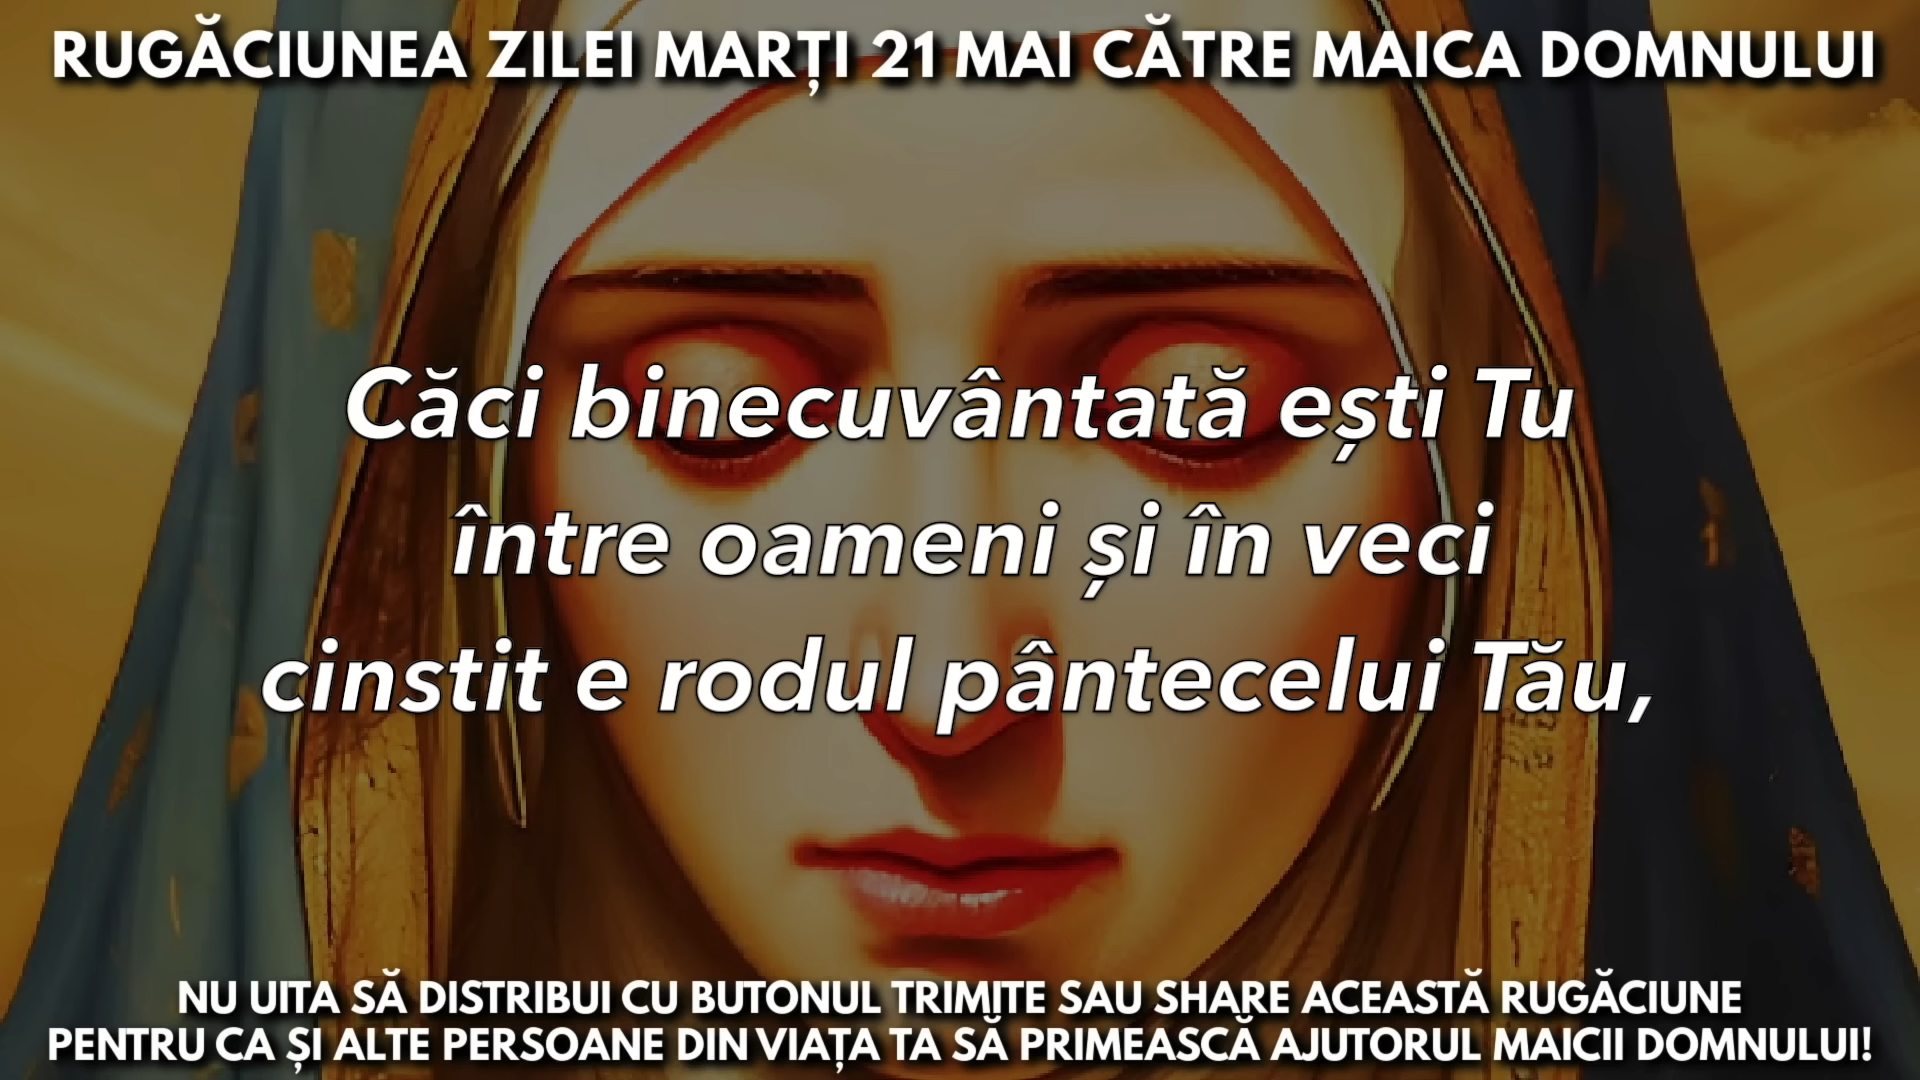 RUGĂCIUNEA ZILEI MARȚI 21 MAI CĂTRE MAICA DOMNULUI
Căci binecuvântată ești Tu
între oameni și în veci
cinstit e rodul pântecelui Tău,
NU UITA SĂ DISTRIBUI CU BUTONUL TRIMITE SAU SHARE ACEASTĂ RUGĂCIUNE
PENTRU CA ȘI ALTE PERSOANE DIN VIAȚA TA SĂ PRIMEASCĂ AJUTORUL MAICII DOMNULUI!